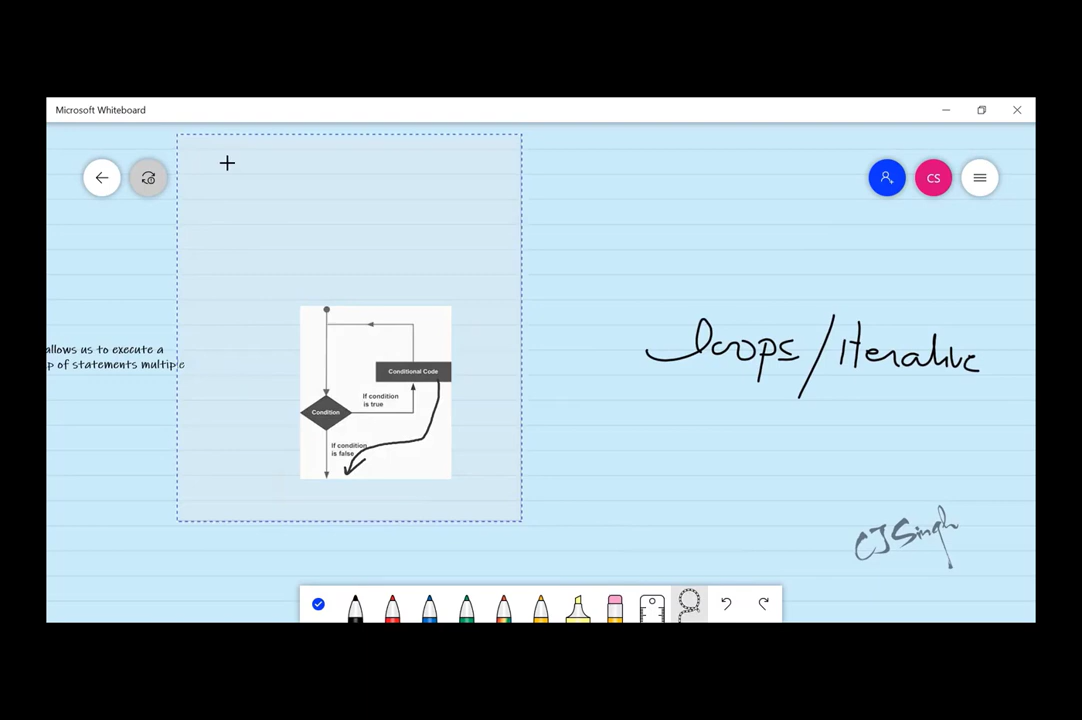 Microsoft Whiteboard
CS
allows us to execute a
p of statements multiple
loops/iterative
Conditional Code
If condition
is true
Condition
If condition
is false
CJSingh